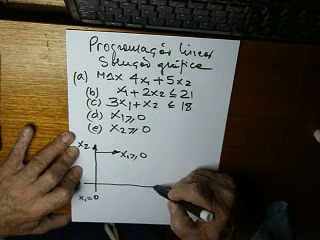 Programação linear
Solução gráfica
(a) MAX 4x₁ + 5x₂
(b) x₁ + 2x₂ ≤ 21
(c) 3x₁ + x₂ ≤ 18
(d) x₁ ≥ 0
(e) x₂ ≥ 0
x₂
x₁ ≥ 0
x₁ = 0